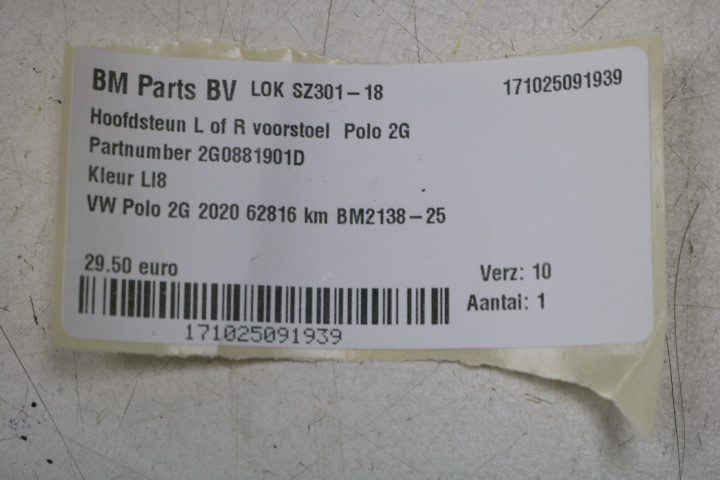 BM Parts BV LOK SZ301-18 171025091939
Hoofdsteun L of R voorstoel Polo 2G
Partnumber 2G0881901D
Kleur LI8
VW Polo 2G 2020 62816 km BM2138-25
29.50 euro Verz: 10
Aantal: 1
171025091939